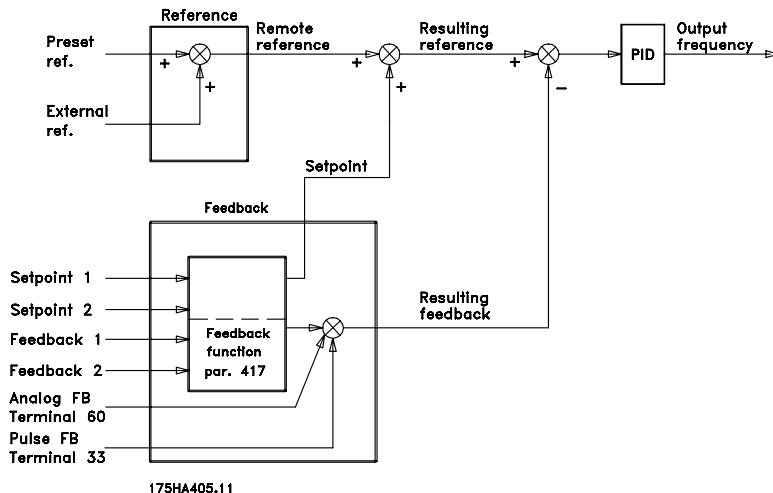 Reference
Preset
ref.
External
ref.
+
+
Remote
reference
+
+
Resulting
reference
+
-
PID
Output
frequency
Setpoint
Feedback
Setpoint 1
Setpoint 2
Feedback 1
Feedback 2
Analog FB
Terminal 60
Pulse FB
Terminal 33
Feedback
function
par. 417
Resulting
feedback
175HA405.11